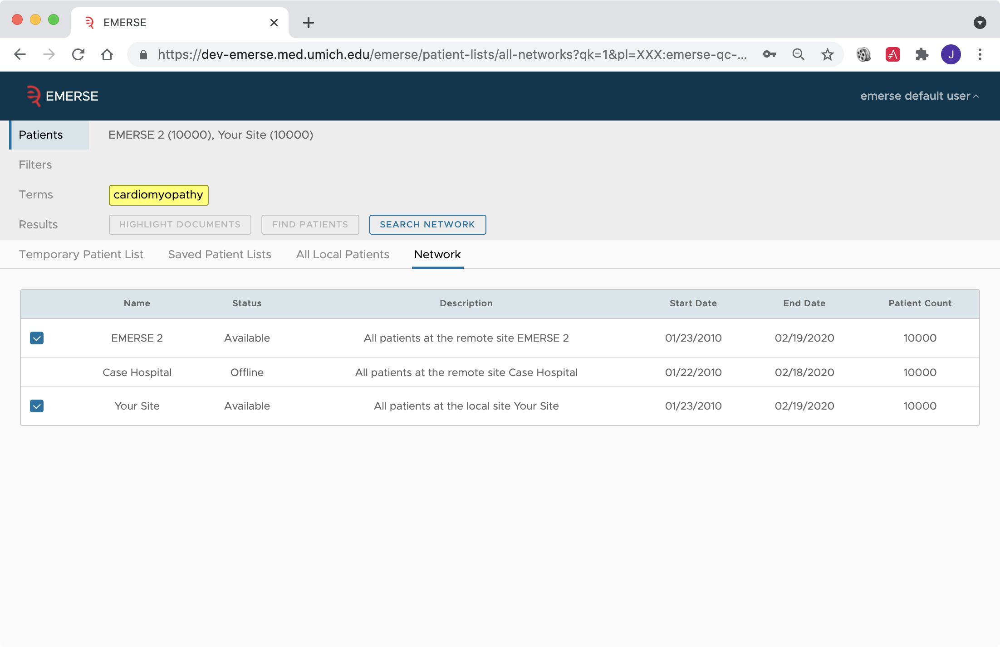 EMERSE
https://dev-emerse.med.umich.edu/emerse/patient-lists/all-networks?qk=1&pl=XXX:emerse-qc-...
J
EMERSE
emerse default user
Patients
EMERSE 2 (10000), Your Site (10000)
Filters
Terms
cardiomyopathy
Results
HIGHLIGHT DOCUMENTS
FIND PATIENTS
SEARCH NETWORK
Temporary Patient List
Saved Patient Lists
All Local Patients
Network
Name Status Description Start Date End Date Patient Count
EMERSE 2 Available All patients at the remote site EMERSE 2 01/23/2010 02/19/2020 10000
Case Hospital Offline All patients at the remote site Case Hospital 01/22/2010 02/18/2020 10000
Your Site Available All patients at the local site Your Site 01/23/2010 02/19/2020 10000